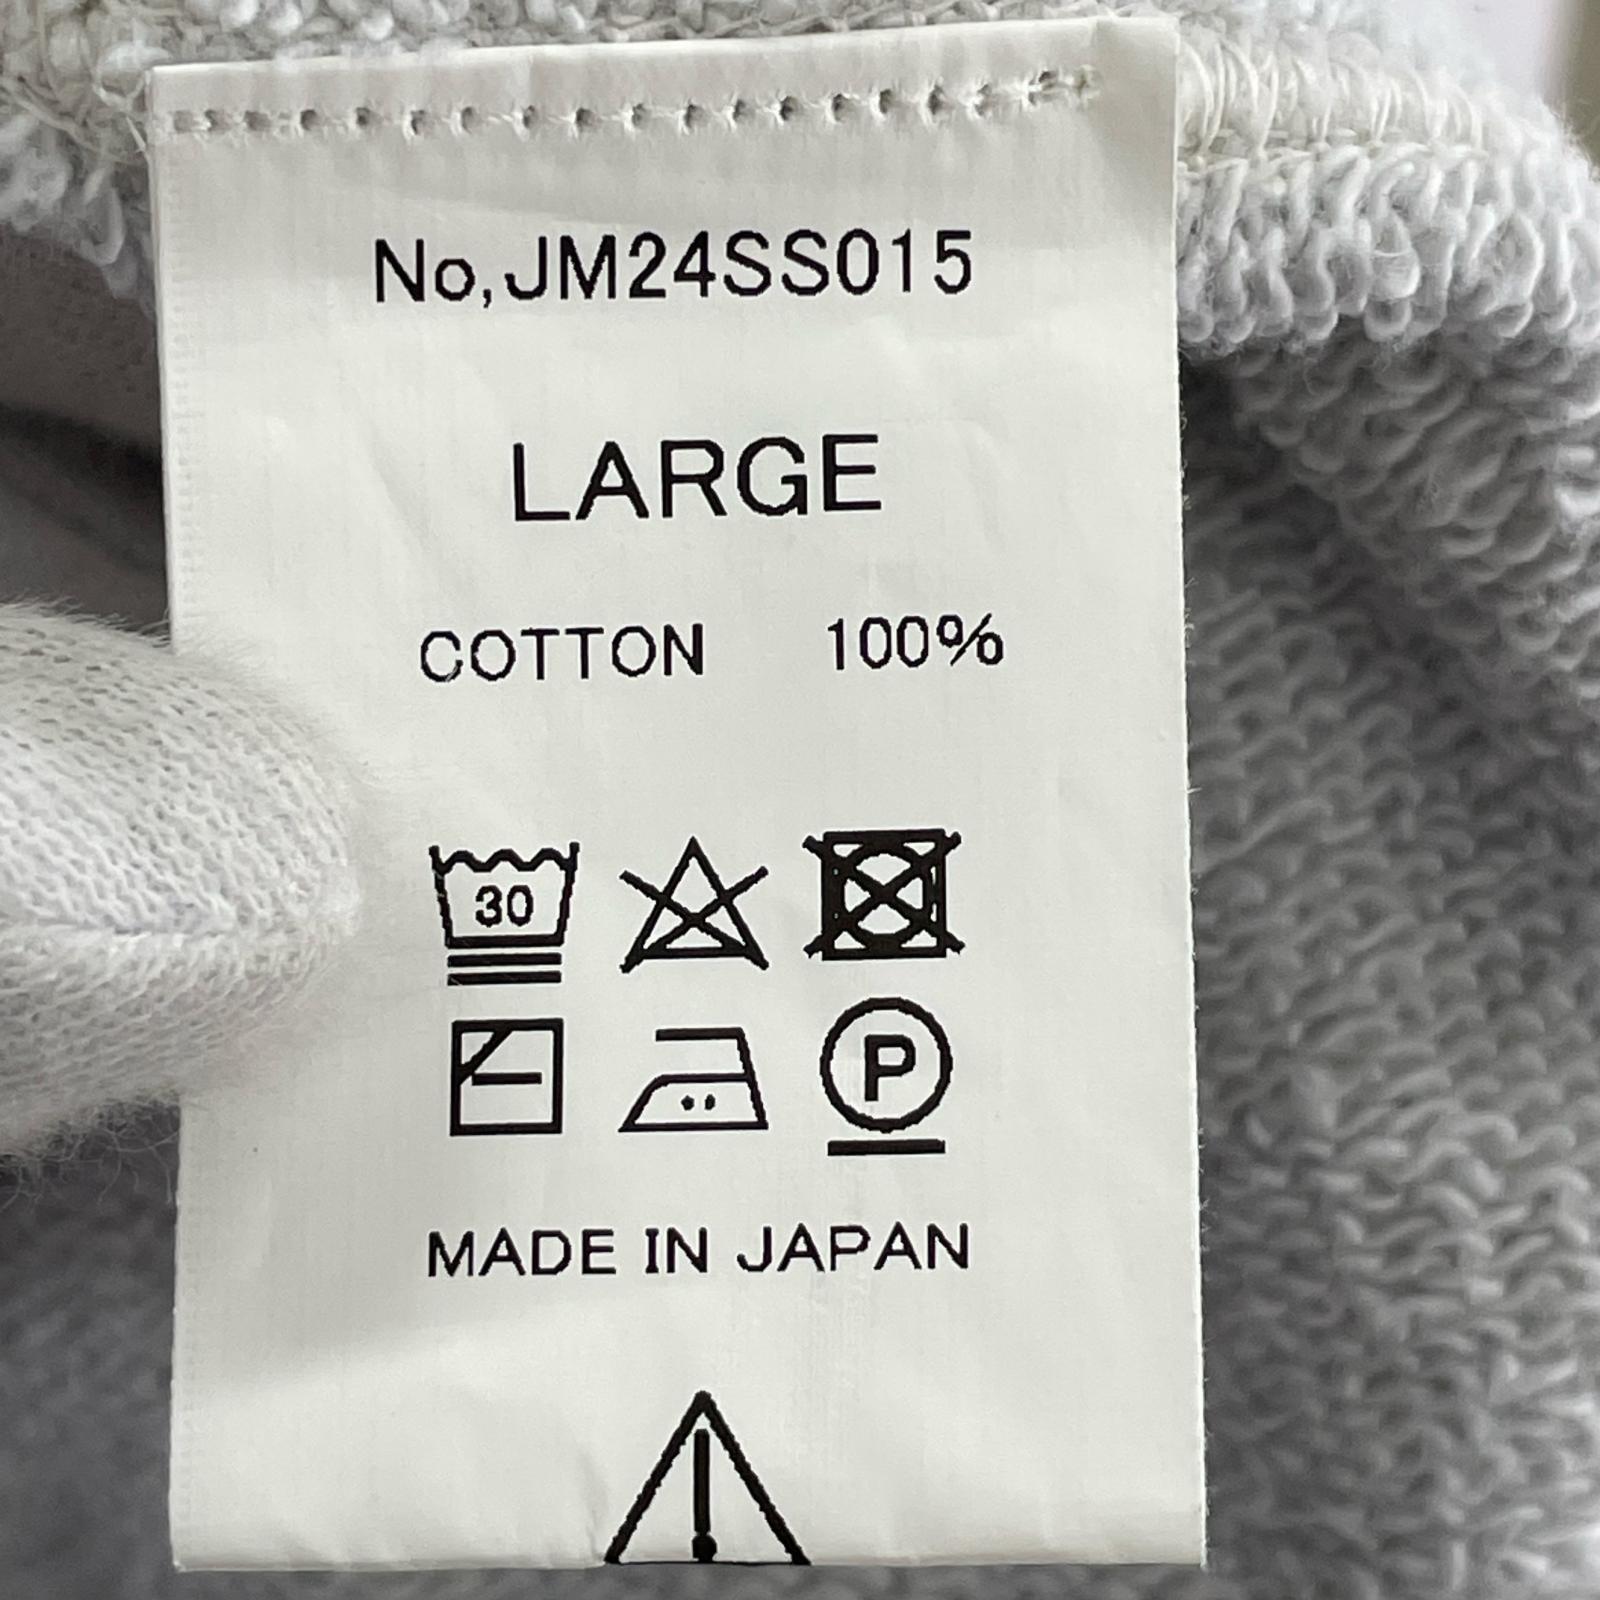 No,JM24SS015
LARGE
COTTON 100%
30
P
MADE IN JAPAN